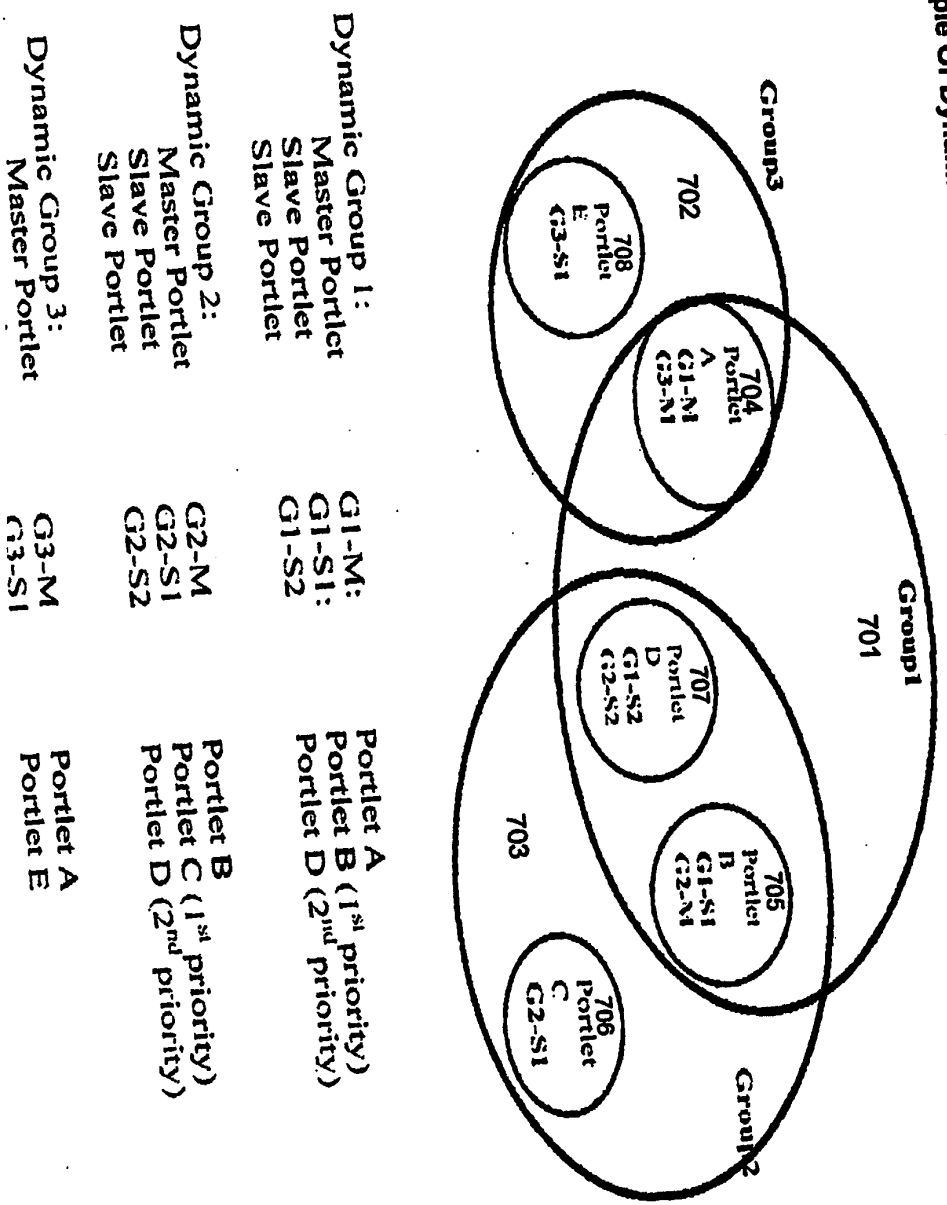 Group3
702
708
Portlet
E
G3-S1
704
Portlet
A
G1-M
G3-M
Group1
701
707
Portlet
D
G1-S2
G2-S2
705
Portlet
B
G1-S1
G2-M
703
706
Portlet
C
G2-S1
Group2
Dynamic Group 1:
Master Portlet G1-M: Portlet A
Slave Portlet G1-S1: Portlet B (1st priority)
Slave Portlet G1-S2 Portlet D (2nd priority)
Dynamic Group 2:
Master Portlet G2-M Portlet B
Slave Portlet G2-S1 Portlet C (1st priority)
Slave Portlet G2-S2 Portlet D (2nd priority)
Dynamic Group 3:
Master Portlet G3-M Portlet A
G3-S1 Portlet E